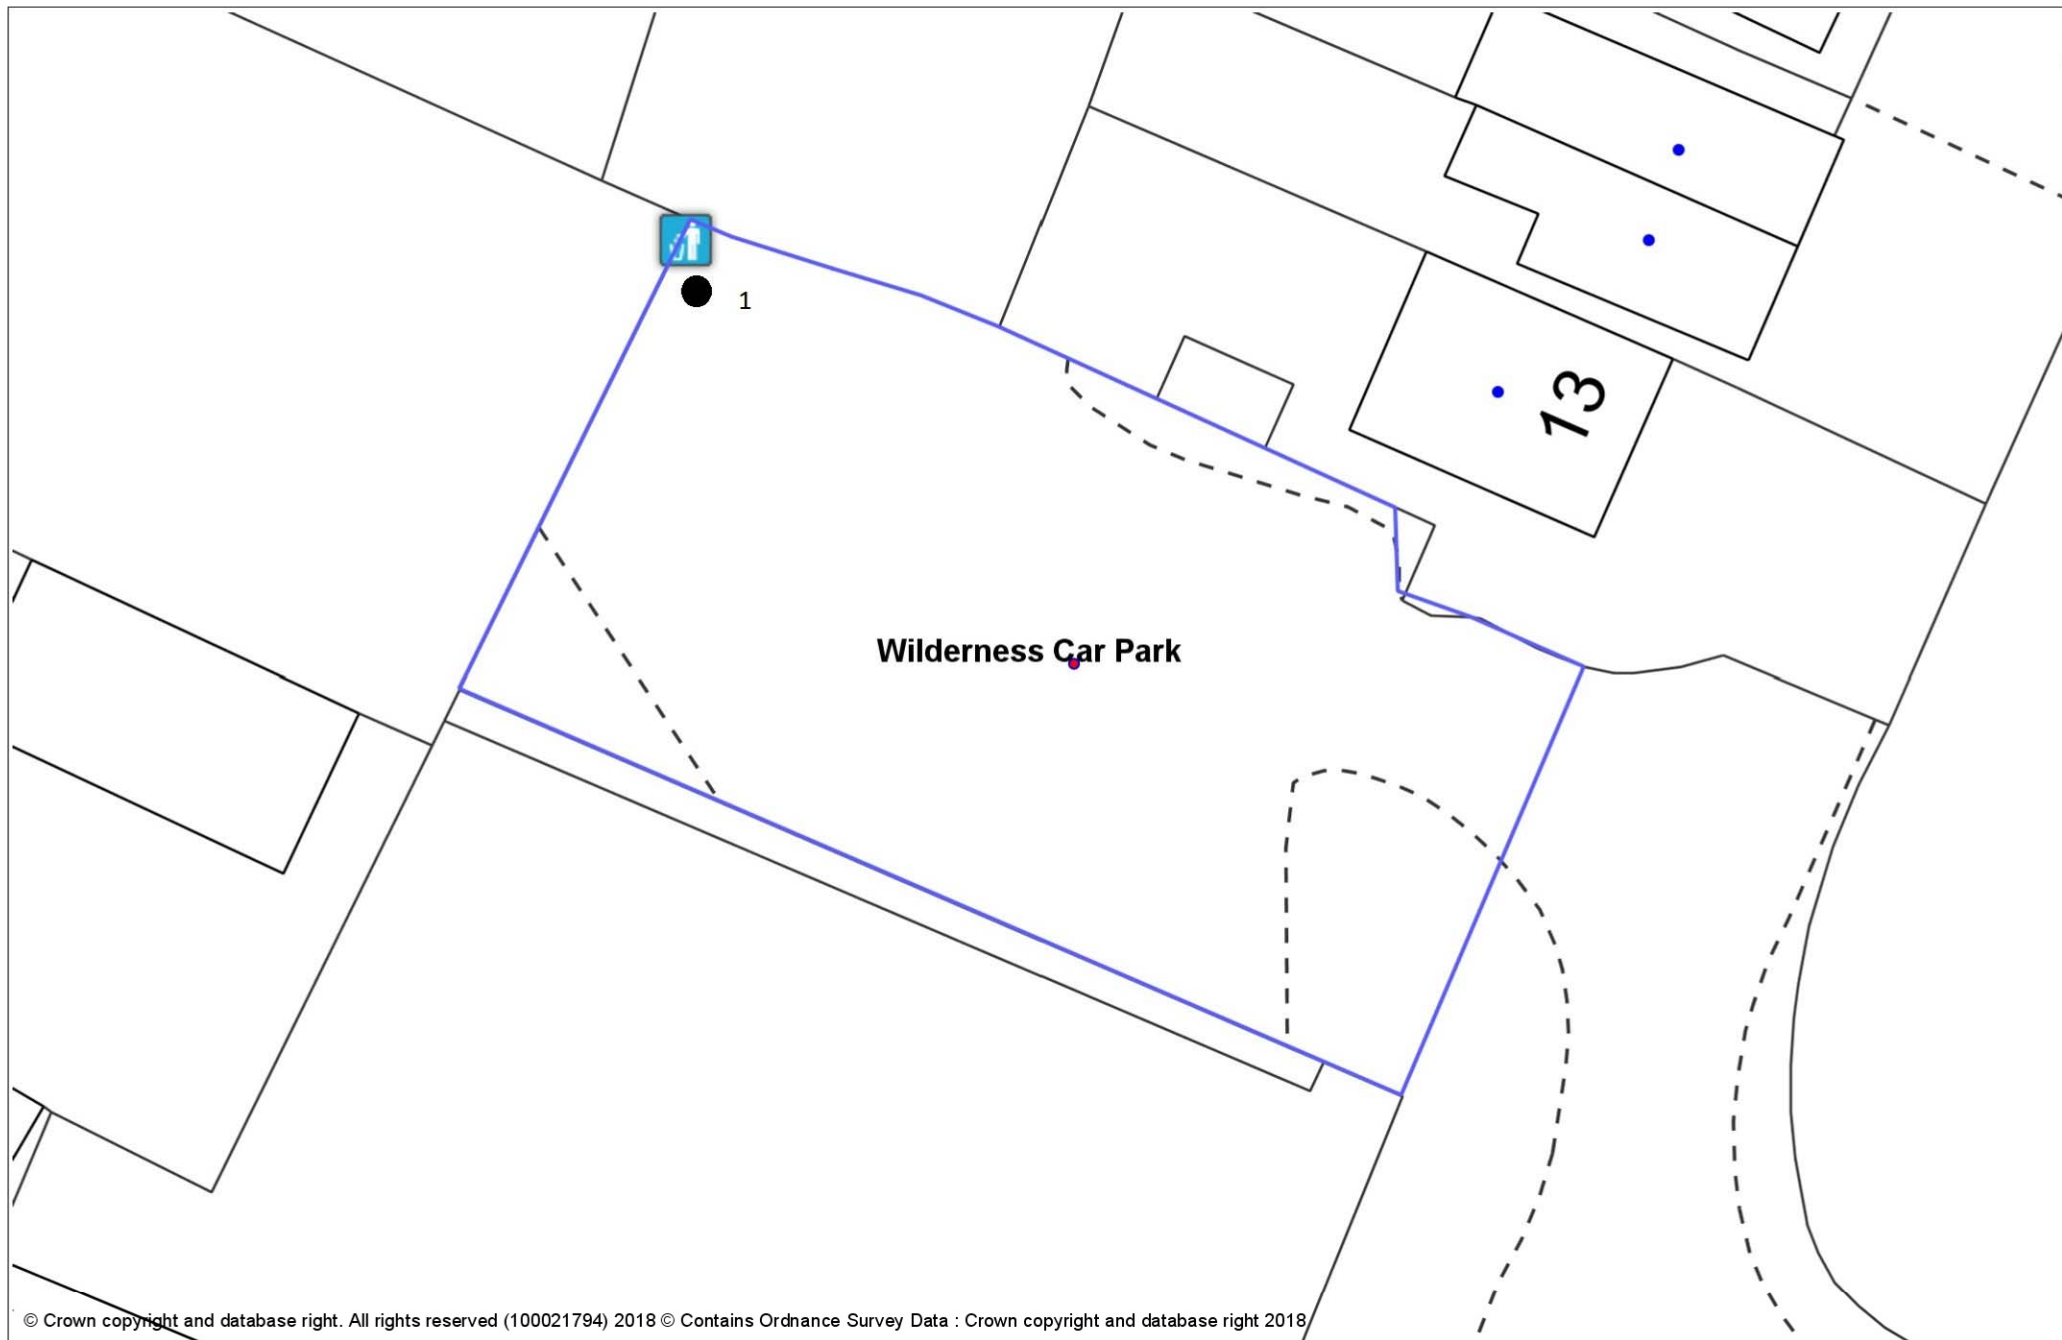 1
13
Wilderness Car Park
© Crown copyright and database right. All rights reserved (100021794) 2018 © Contains Ordnance Survey Data : Crown copyright and database right 2018